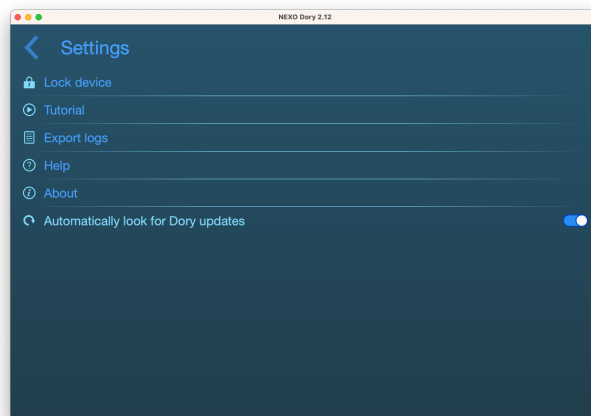 NEXO Dory 2.12
Settings
Lock device
Tutorial
Export logs
Help
About
Automatically look for Dory updates